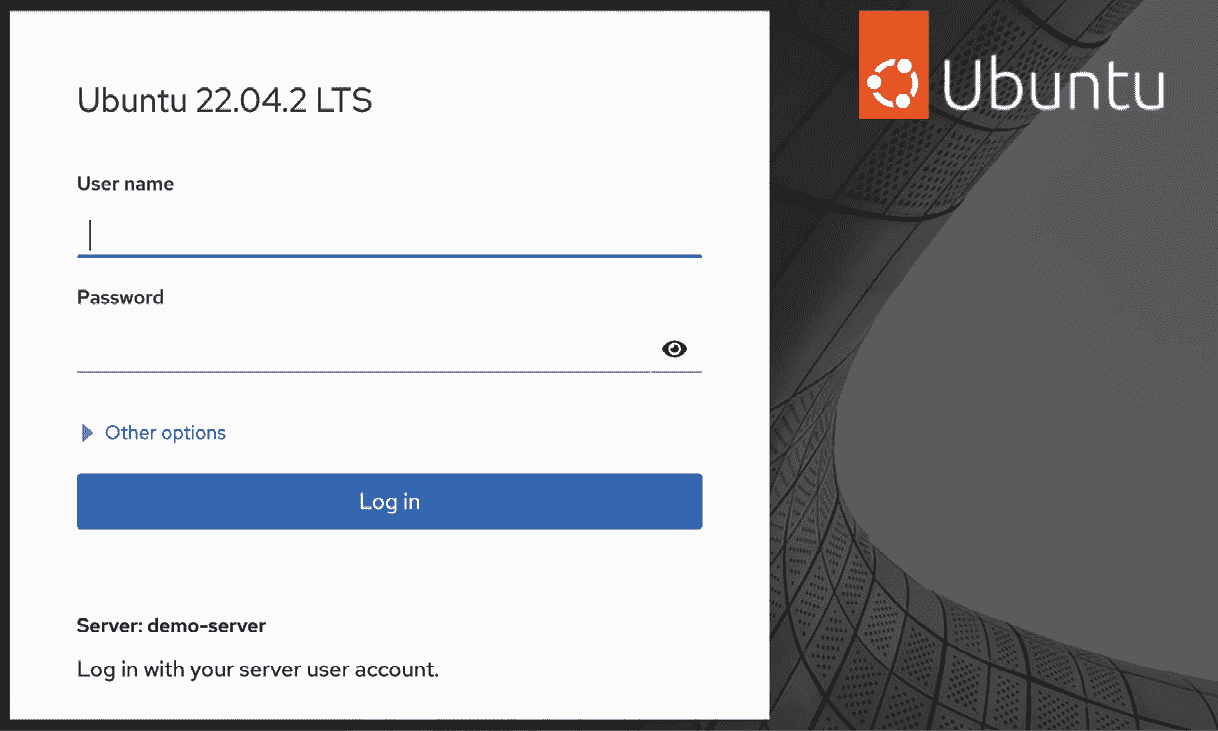 Ubuntu 22.04.2 LTS
Ubuntu
User name
Password
Other options
Log in
Server: demo-server
Log in with your server user account.